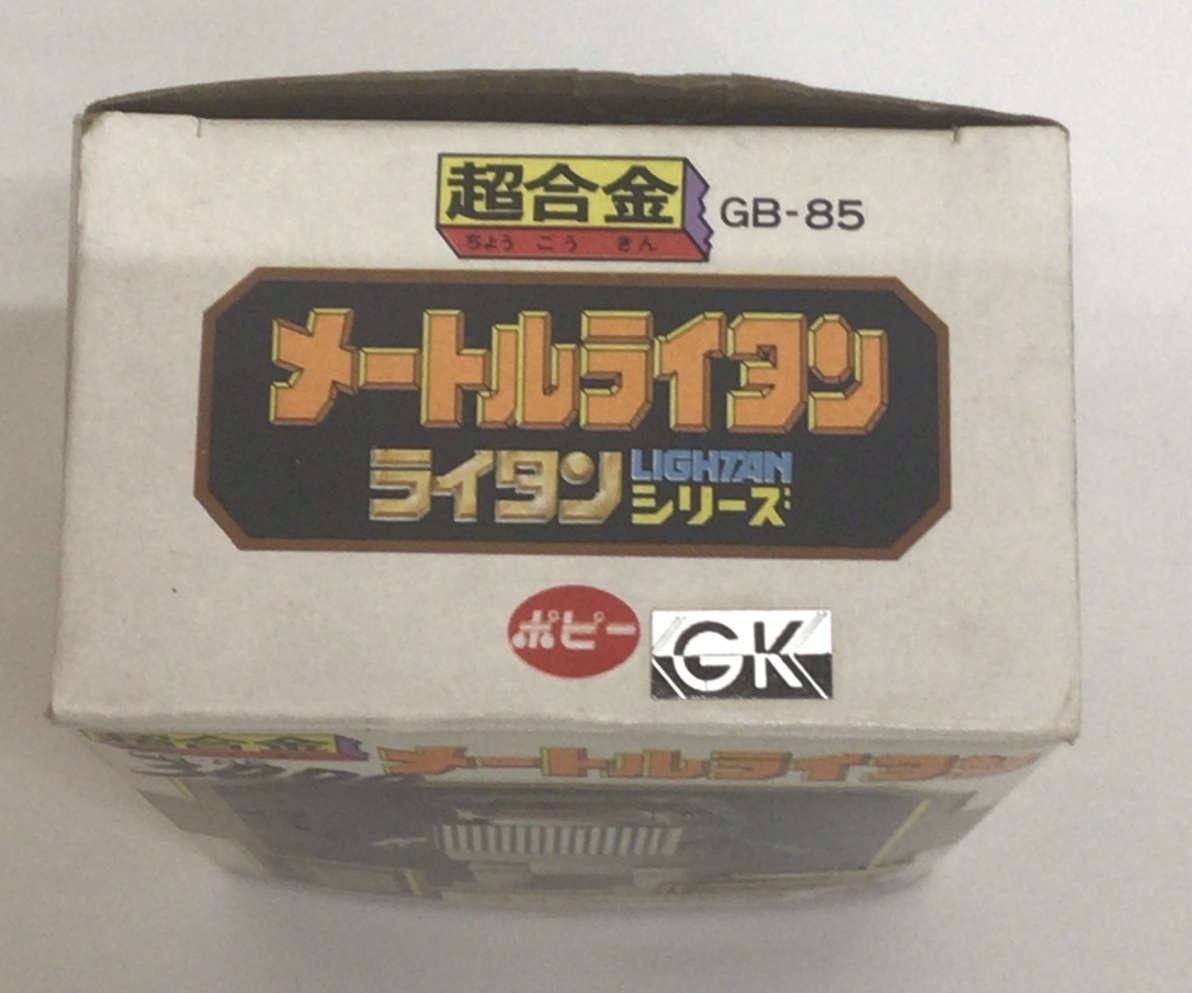 超合金 GB-85
ちょう ごう きん
メートルライタン
ライタン LIGHTAN
シリーズ
ポピー GK
超合金 メートルライタン